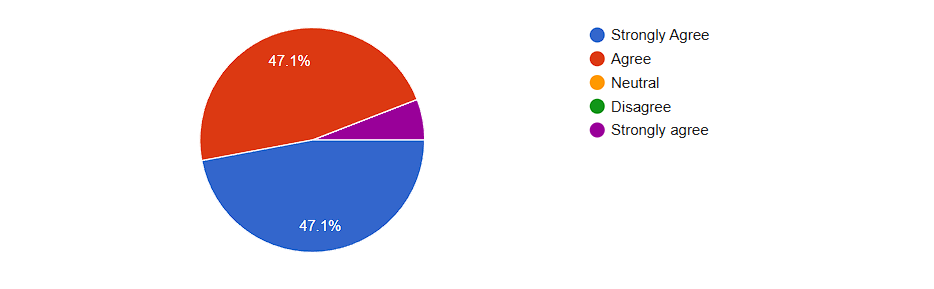 47.1%
47.1%
Strongly Agree
Agree
Neutral
Disagree
Strongly agree